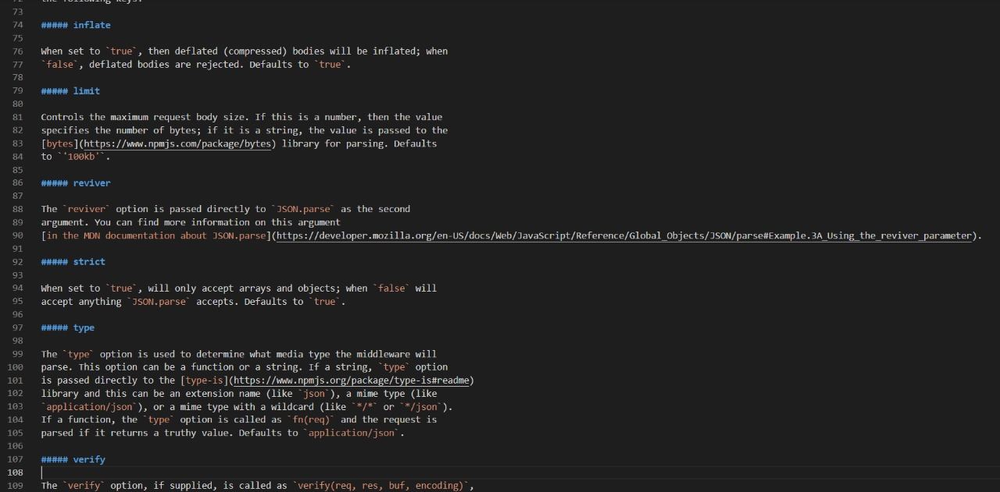 72 the following keys:
73
74 ##### inflate
75
76 When set to `true`, then deflated (compressed) bodies will be inflated; when
77 `false`, deflated bodies are rejected. Defaults to `true`.
78
79 ##### limit
80
81 Controls the maximum request body size. If this is a number, then the value
82 specifies the number of bytes; if it is a string, the value is passed to the
83 [bytes](https://www.npmjs.com/package/bytes) library for parsing. Defaults
84 to `'100kb'`.
85
86 ##### reviver
87
88 The `reviver` option is passed directly to `JSON.parse` as the second
89 argument. You can find more information on this argument
90 [in the MDN documentation about JSON.parse](https://developer.mozilla.org/en-US/docs/Web/JavaScript/Reference/Global_Objects/JSON/parse#Example.3A_Using_the_reviver_parameter).
91
92 ##### strict
93
94 When set to `true`, will only accept arrays and objects; when `false` will
95 accept anything `JSON.parse` accepts. Defaults to `true`.
96
97 ##### type
98
99 The `type` option is used to determine what media type the middleware will
100 parse. This option can be a function or a string. If a string, `type` option
101 is passed directly to the [type-is](https://www.npmjs.org/package/type-is#readme)
102 library and this can be an extension name (like `json`), a mime type (like
103 `application/json`), or a mime type with a wildcard (like `*/*` or `*/json`).
104 If a function, the `type` option is called as `fn(req)` and the request is
105 parsed if it returns a truthy value. Defaults to `application/json`.
106
107 ##### verify
108
109 The `verify` option, if supplied, is called as `verify(req, res, buf, encoding)`,